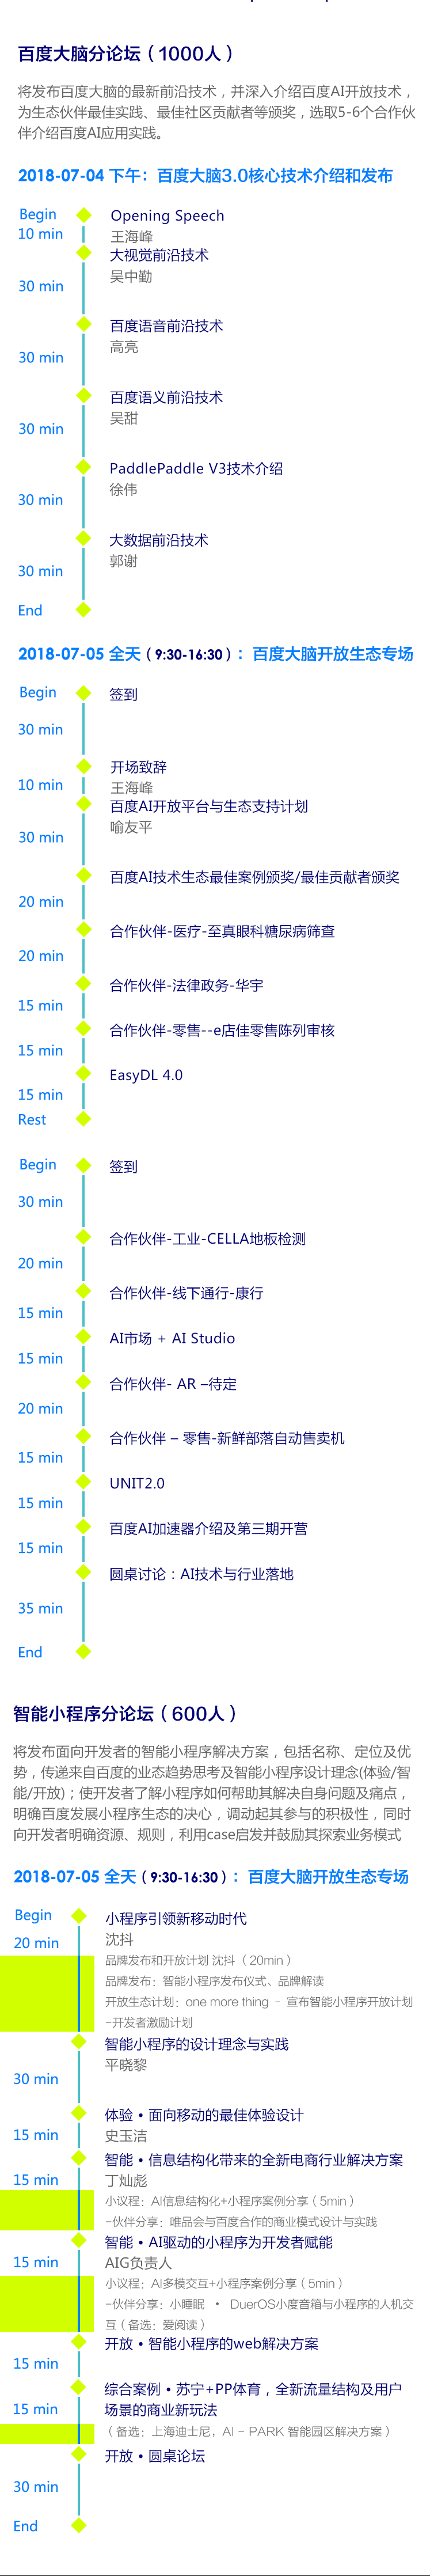 百度大脑分论坛（1000人）
将发布百度大脑的最新前沿技术，并深入介绍百度AI开放技术，
为生态伙伴最佳实践、最佳社区贡献者等颁奖，选取5-6个合作伙
伴介绍百度AI应用实践。
2018-07-04 下午：百度大脑3.0核心技术介绍和发布
Begin
Opening Speech
10 min
王海峰
大视觉前沿技术
吴中勤
30 min
百度语音前沿技术
高亮
30 min
百度语义前沿技术
吴甜
30 min
PaddlePaddle V3技术介绍
徐伟
30 min
大数据前沿技术
郭谢
30 min
End
2018-07-05 全天（9:30-16:30）：百度大脑开放生态专场
Begin
签到
30 min
开场致辞
10 min
王海峰
百度AI开放平台与生态支持计划
喻友平
30 min
百度AI技术生态最佳案例颁奖/最佳贡献者颁奖
20 min
合作伙伴-医疗-至真眼科糖尿病筛查
20 min
合作伙伴-法律政务-华宇
15 min
合作伙伴-零售--e店佳零售陈列审核
15 min
EasyDL 4.0
15 min
Rest
Begin
签到
30 min
合作伙伴-工业-CELLA地板检测
20 min
合作伙伴-线下通行-康行
15 min
AI市场 + AI Studio
15 min
合作伙伴- AR –待定
20 min
合作伙伴 – 零售-新鲜部落自动售卖机
15 min
UNIT2.0
15 min
百度AI加速器介绍及第三期开营
15 min
圆桌讨论：AI技术与行业落地
35 min
End
智能小程序分论坛（600人）
将发布面向开发者的智能小程序解决方案，包括名称、定位及优
势，传递来自百度的业态趋势思考及智能小程序设计理念(体验/智
能/开放)；使开发者了解小程序如何帮助其解决自身问题及痛点，
明确百度发展小程序生态的决心，调动起其参与的积极性，同时
向开发者明确资源、规则，利用case启发并鼓励其探索业务模式
2018-07-05 全天（9:30-16:30）：百度大脑开放生态专场
Begin
小程序引领新移动时代
20 min
沈抖
品牌发布和开放计划 沈抖 （20min）
品牌发布：智能小程序发布仪式、品牌解读
开放生态计划：one more thing – 宣布智能小程序开放计划
-开发者激励计划
智能小程序的设计理念与实践
平晓黎
30 min
体验 • 面向移动的最佳体验设计
15 min
史玉洁
智能 • 信息结构化带来的全新电商行业解决方案
15 min
丁灿彪
小议程：AI信息结构化+小程序案例分享（5min）
-伙伴分享：唯品会与百度合作的商业模式设计与实践
智能 • AI驱动的小程序为开发者赋能
15 min
AIG负责人
小议程：AI多模交互+小程序案例分享（5min）
-伙伴分享：小睡眠 • DuerOS小度音箱与小程序的人机交
互（备选：爱阅读）
开放 • 智能小程序的web解决方案
15 min
综合案例 • 苏宁+PP体育，全新流量结构及用户
15 min
场景的商业新玩法
（备选：上海迪士尼，AI - PARK 智能园区解决方案）
开放 • 圆桌论坛
30 min
End